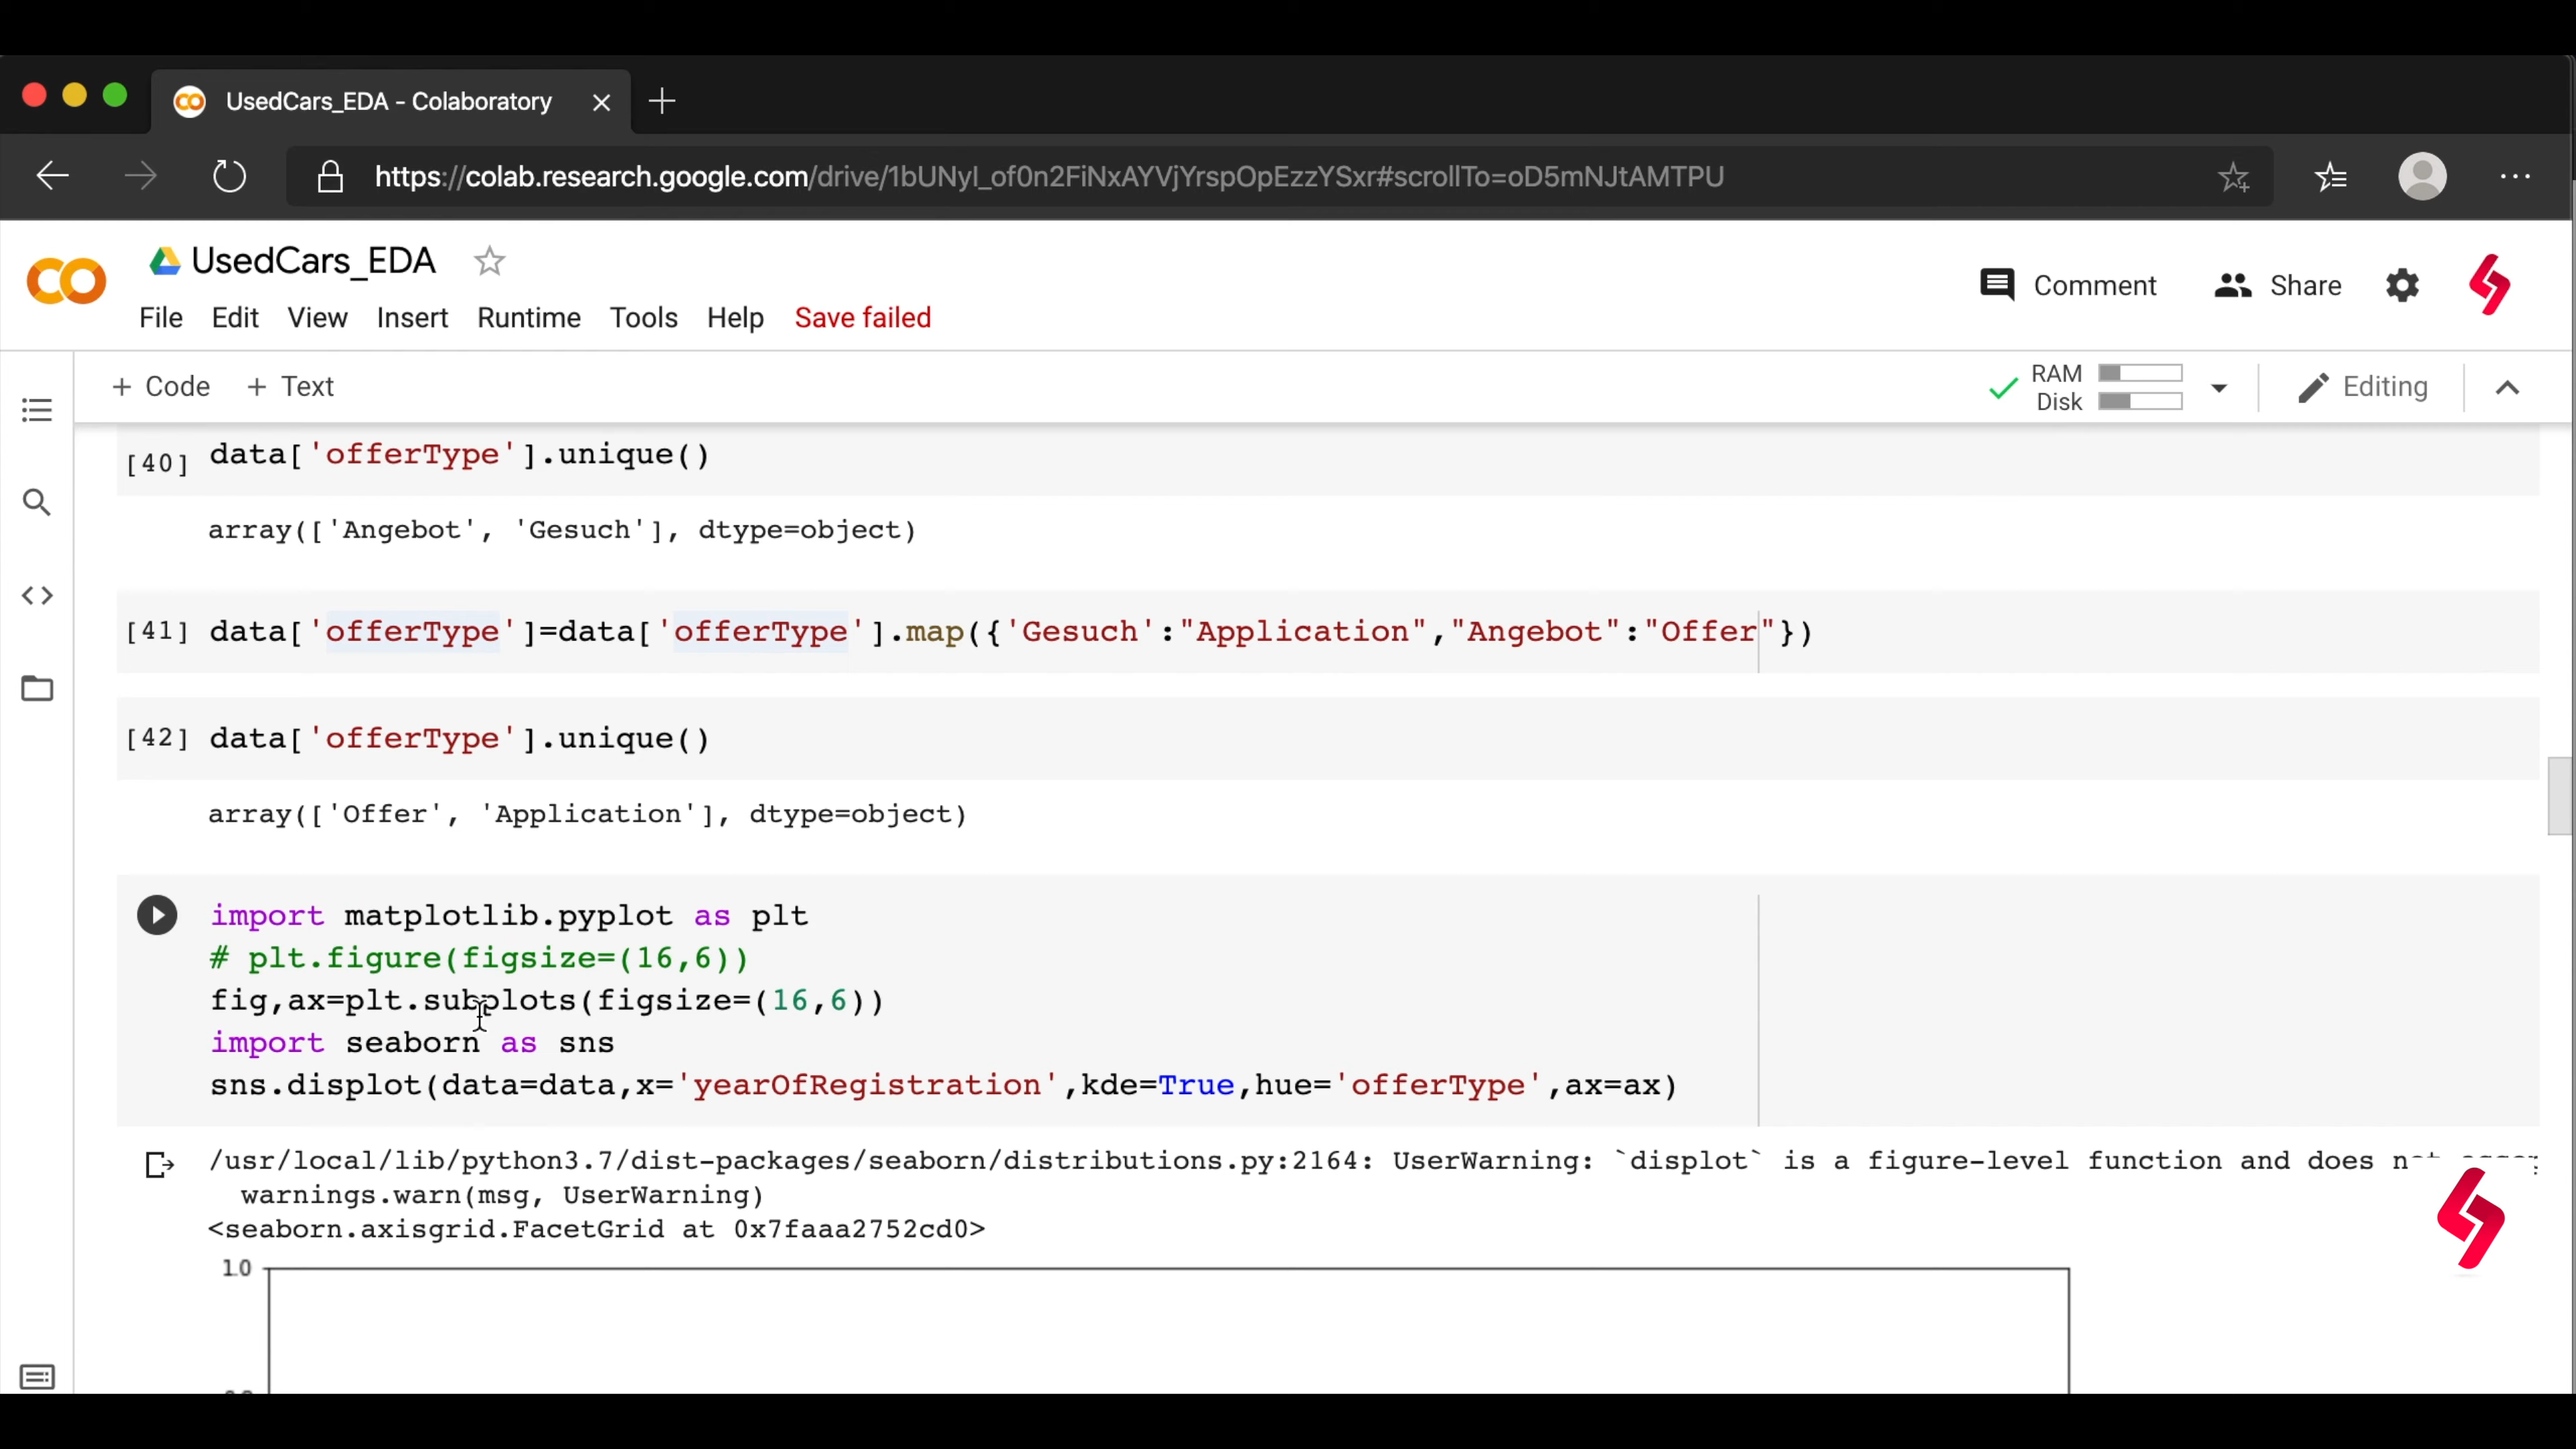 UsedCars_EDA - Colaboratory
https://colab.research.google.com/drive/1bUNyI_of0n2FiNxAYVjYrspOpEzzYSxr#scrollTo=oD5mNJtAMTPU
UsedCars_EDA
Comment Share
File Edit View Insert Runtime Tools Help Save failed
+ Code + Text
RAM
Disk
Editing
[40] data['offerType'].unique()
array(['Angebot', 'Gesuch'], dtype=object)
[41] data['offerType']=data['offerType'].map({'Gesuch':"Application","Angebot":"Offer"})
[42] data['offerType'].unique()
array(['Offer', 'Application'], dtype=object)
import matplotlib.pyplot as plt
# plt.figure(figsize=(16,6))
fig,ax=plt.subplots(figsize=(16,6))
import seaborn as sns
sns.displot(data=data,x='yearOfRegistration',kde=True,hue='offerType',ax=ax)
/usr/local/lib/python3.7/dist-packages/seaborn/distributions.py:2164: UserWarning: `displot` is a figure-level function and does
warnings.warn(msg, UserWarning)
<seaborn.axisgrid.FacetGrid at 0x7faaa2752cd0>
1.0